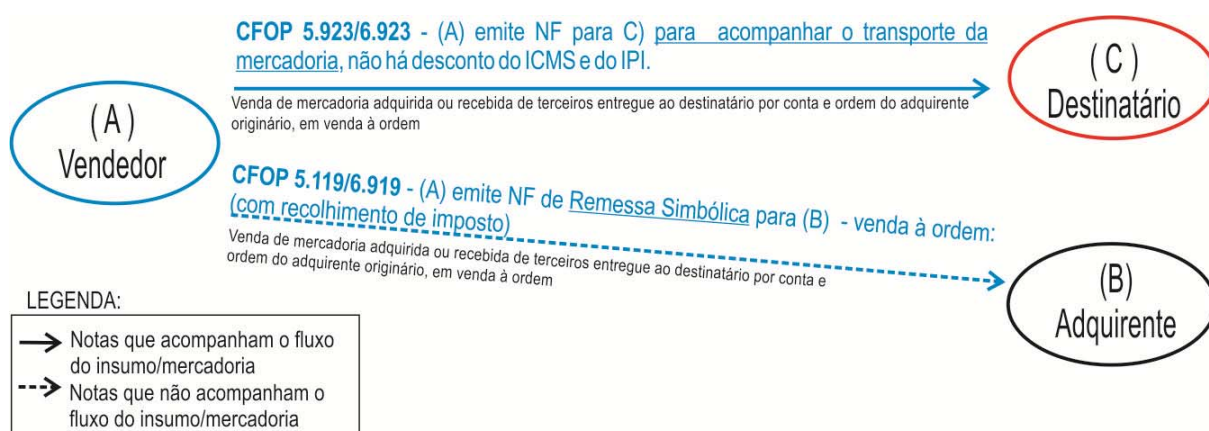 CFOP 5.923/6.923 - (A) emite NF para C) para acompanhar o transporte da
mercadoria, não há desconto do ICMS e do IPI.
Venda de mercadoria adquirida ou recebida de terceiros entregue ao destinatário por conta e ordem do adquirente
originário, em venda à ordem
(A)
Vendedor
(C)
Destinatário
CFOP 5.119/6.919 - (A) emite NF de Remessa Simbólica para (B) - venda à ordem:
(com recolhimento de imposto)
Venda de mercadoria adquirida ou recebida de terceiros entregue ao destinatário por conta e
ordem do adquirente originário, em venda à ordem
(B)
Adquirente
LEGENDA:
Notas que acompanham o fluxo
do insumo/mercadoria
Notas que não acompanham o
fluxo do insumo/mercadoria